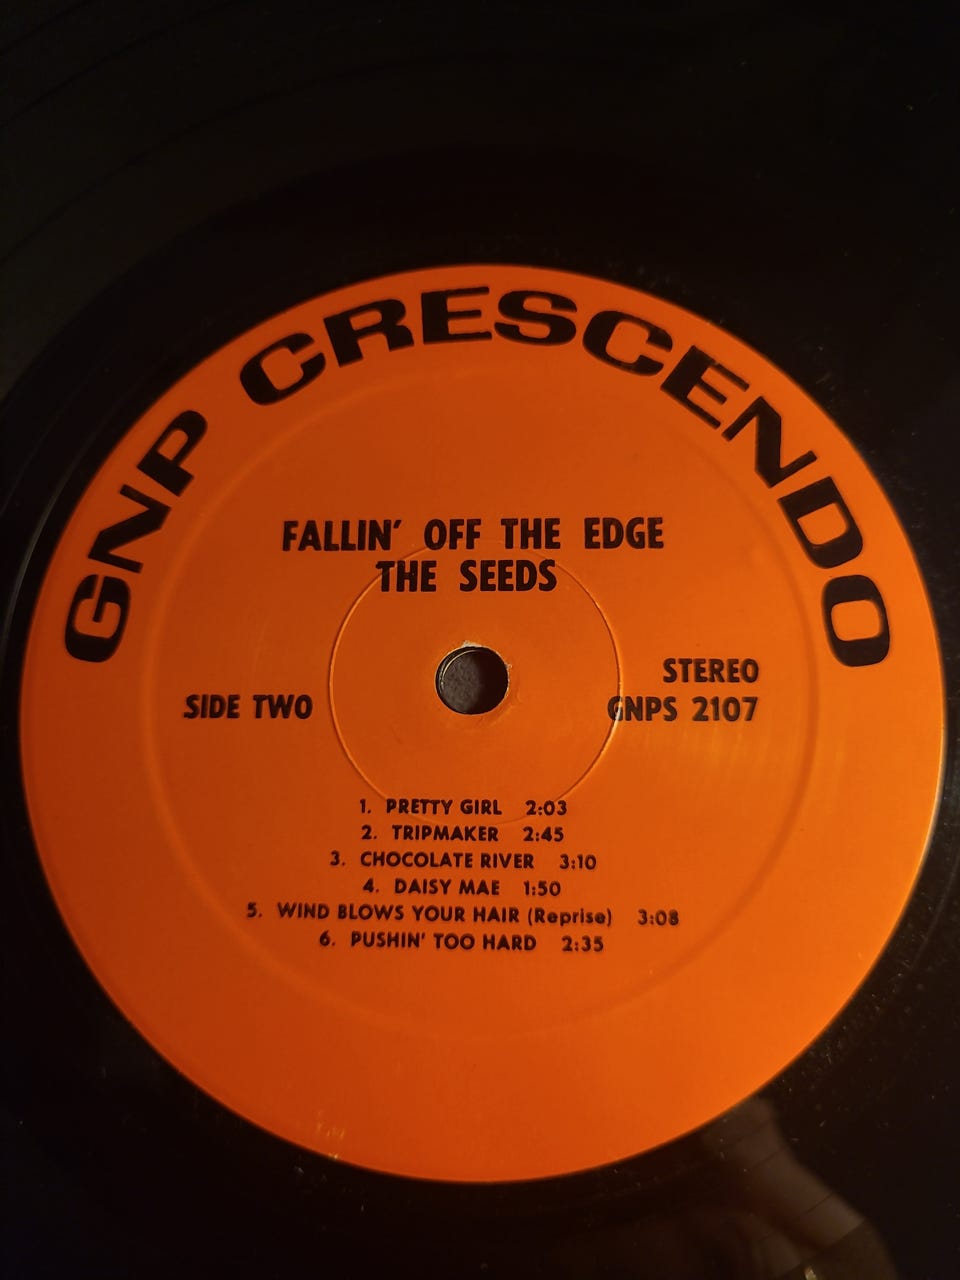 GNP CRESCENDO
FALLIN' OFF THE EDGE
THE SEEDS
STEREO
SIDE TWO GNPS 2107
1. PRETTY GIRL 2:03
2. TRIPMAKER 2:45
3. CHOCOLATE RIVER 3:10
4. DAISY MAE 1:50
5. WIND BLOWS YOUR HAIR (Reprise) 3:08
6. PUSHIN' TOO HARD 2:35